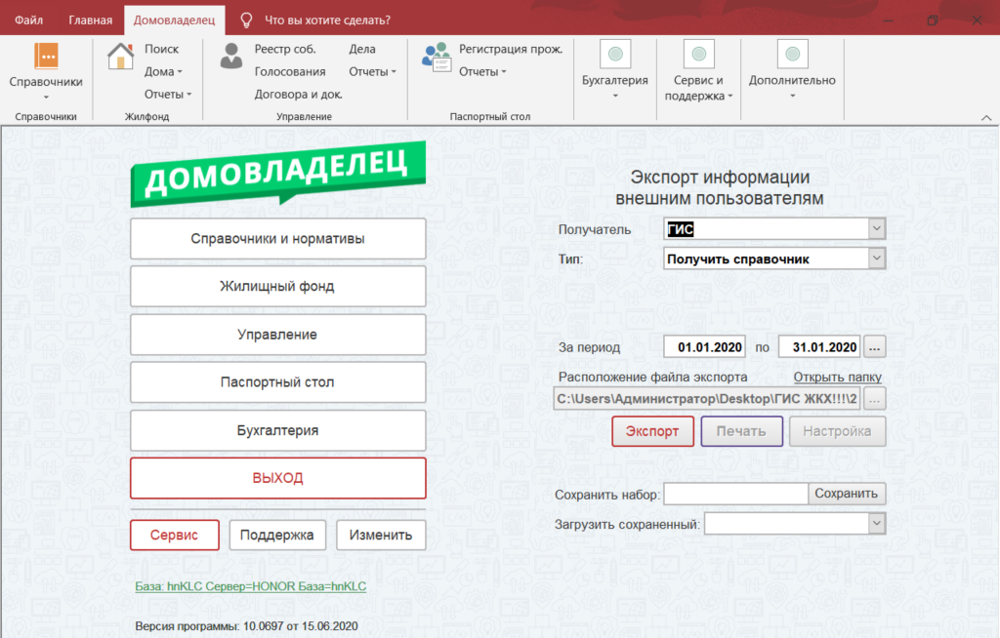 Файл Главная Домовладелец Что вы хотите сделать?
Справочники
Справочники
Поиск
Дома
Отчеты
Жилфонд
Реестр соб.
Голосования
Договора и док.
Дела
Отчеты
Управление
Регистрация прож.
Отчеты
Паспортный стол
Бухгалтерия
Сервис и
поддержка
Дополнительно
ДОМОВЛАДЕЛЕЦ
Справочники и нормативы
Жилищный фонд
Управление
Паспортный стол
Бухгалтерия
ВЫХОД
Сервис Поддержка Изменить
База: hnKLC Сервер=HONOR База=hnKLC
Версия программы: 10.0697 от 15.06.2020
Экспорт информации
внешним пользователям
Получатель ГИС
Тип: Получить справочник
За период 01.01.2020 по 31.01.2020 ...
Расположение файла экспорта Открыть папку
C:\Users\Администратор\Desktop\ГИС ЖКХ!!!\2 ...
Экспорт Печать Настройка
Сохранить набор: Сохранить
Загрузить сохраненный: